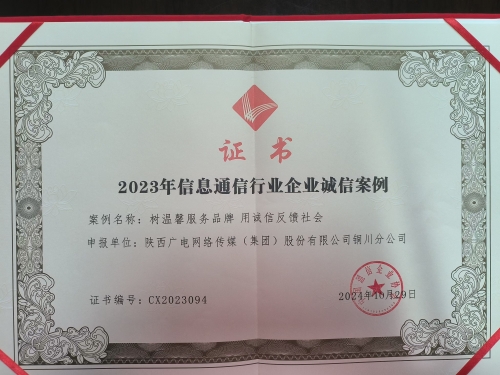 证书
2023年信息通信行业企业诚信案例
案例名称：树温馨服务品牌 用诚信反馈社会
申报单位：陕西广电网络传媒（集团）股份有限公司铜川分公司
证书编号：CX2023094
2024年10月29日